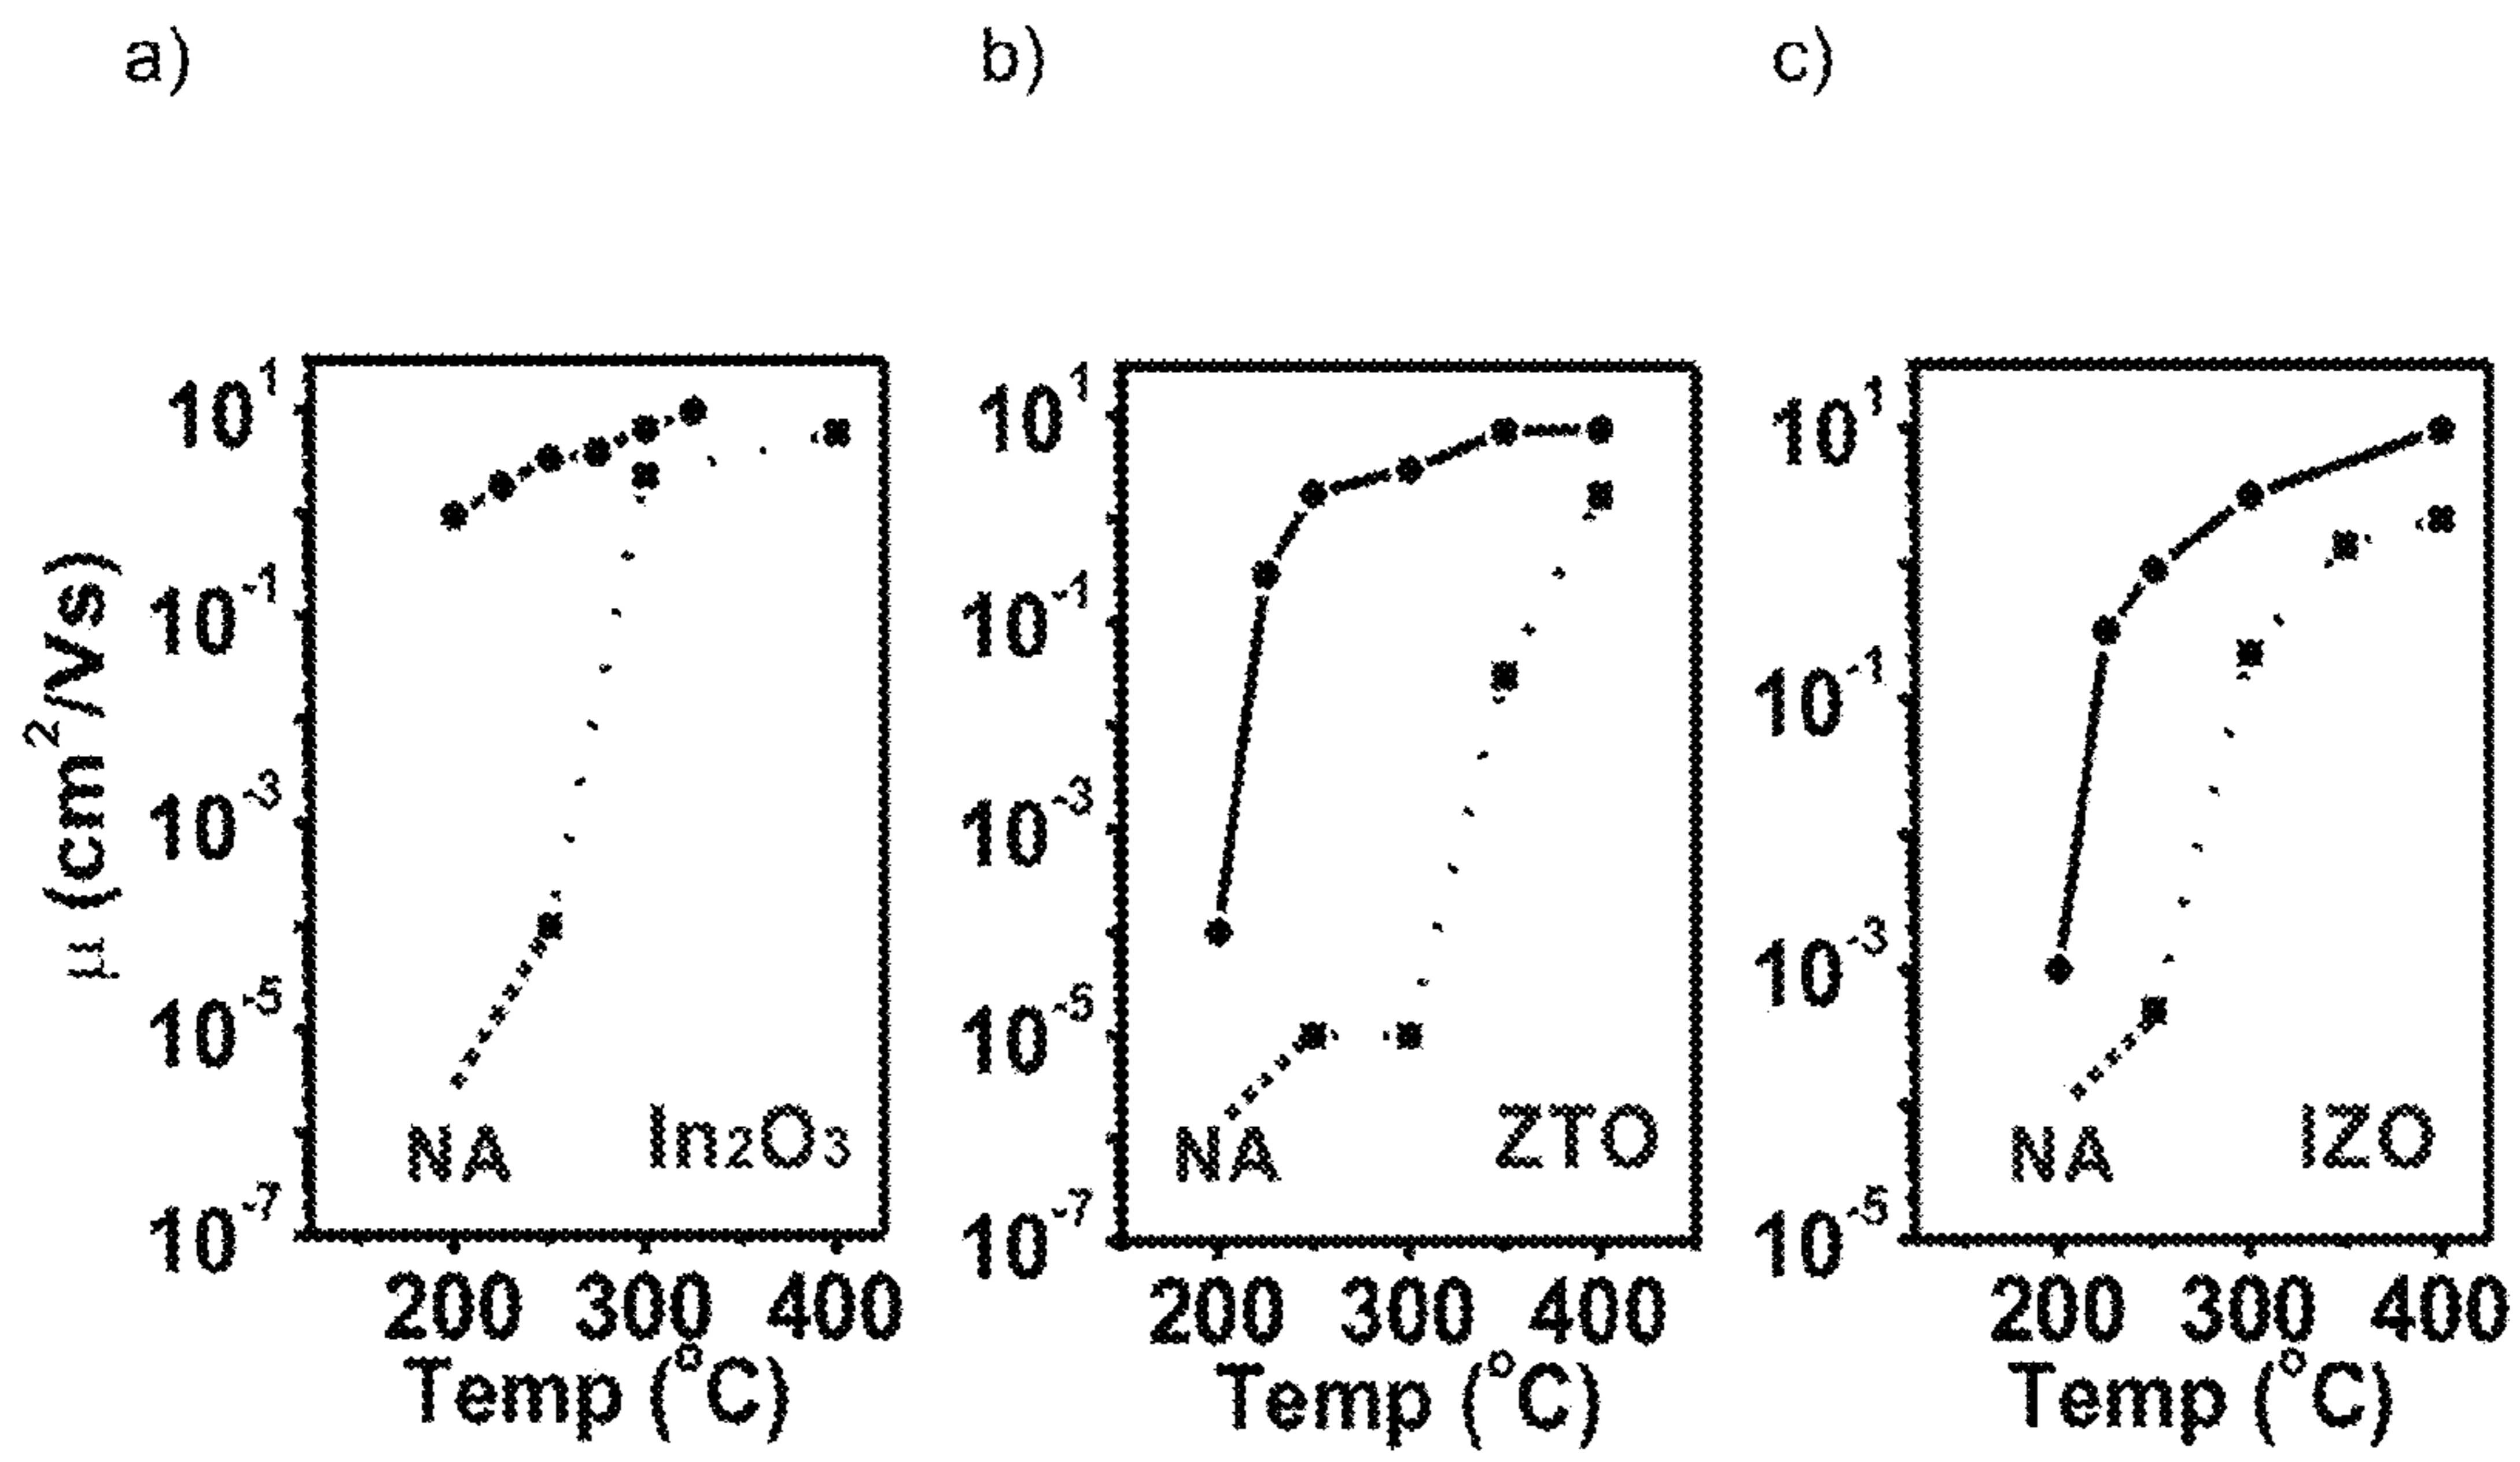 a)
b)
c)
μ (cm²/Vs)
10¹
10⁻¹
10⁻³
10⁻⁵
10⁻⁷
NA
In₂O₃
200 300 400
Temp (°C)
10¹
10⁻¹
10⁻³
10⁻⁵
10⁻⁷
NA
ZTO
200 300 400
Temp (°C)
10¹
10⁻¹
10⁻³
10⁻⁵
NA
IZO
200 300 400
Temp (°C)